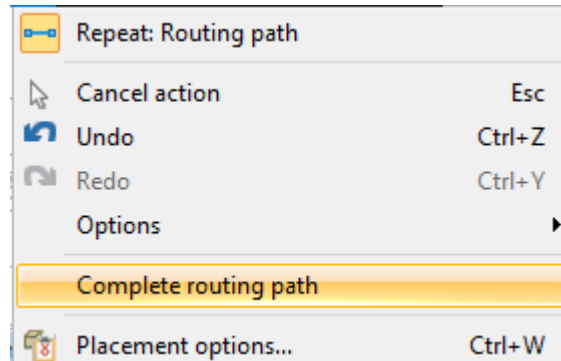 Repeat: Routing path
Cancel action Esc
Undo Ctrl+Z
Redo Ctrl+Y
Options
Complete routing path
Placement options... Ctrl+W